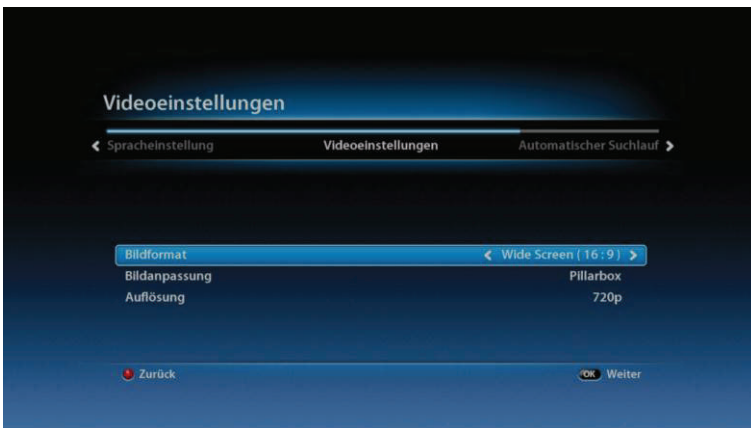 Videoeinstellungen
Spracheinstellung Videoeinstellungen Automatischer Suchlauf
Bildformat Wide Screen ( 16 : 9 )
Bildanpassung Pillarbox
Auflösung 720p
Zurück OK Weiter